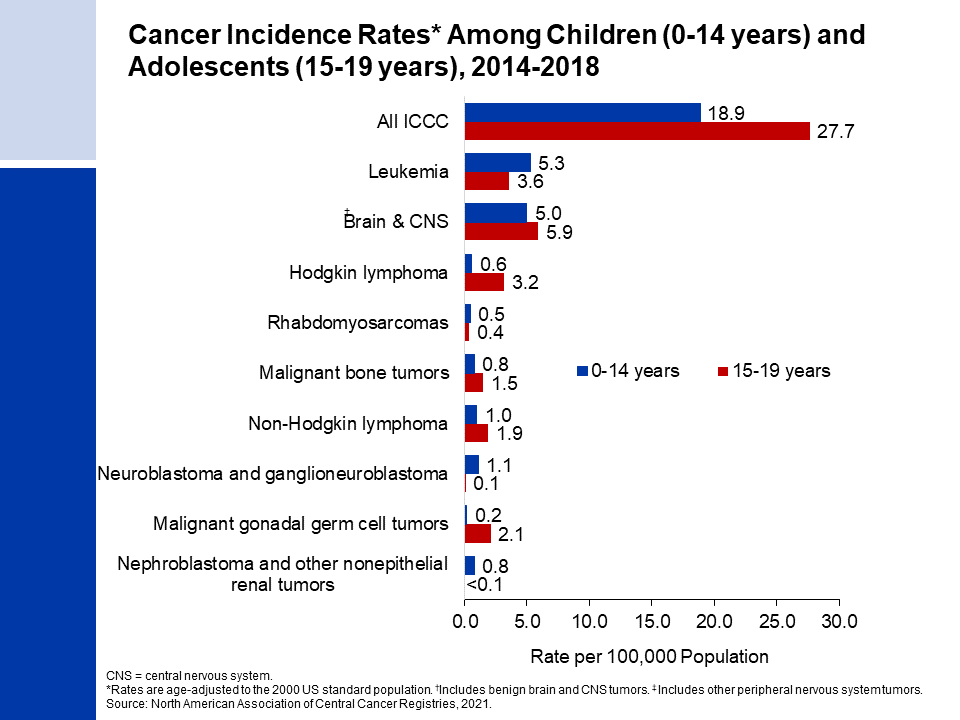 Cancer Incidence Rates* Among Children (0-14 years) and
Adolescents (15-19 years), 2014-2018
All ICCC
18.9
27.7
Leukemia
5.3
3.6
‡
Brain & CNS
5.0
5.9
Hodgkin lymphoma
0.6
3.2
Rhabdomyosarcomas
0.5
0.4
Malignant bone tumors
0.8
1.5
0-14 years
15-19 years
Non-Hodgkin lymphoma
1.0
1.9
Neuroblastoma and ganglioneuroblastoma
1.1
0.1
Malignant gonadal germ cell tumors
0.2
2.1
Nephroblastoma and other nonepithelial
renal tumors
0.8
<0.1
0.0 5.0 10.0 15.0 20.0 25.0 30.0
Rate per 100,000 Population
CNS = central nervous system.
*Rates are age-adjusted to the 2000 US standard population. †Includes benign brain and CNS tumors. ‡Includes other peripheral nervous system tumors.
Source: North American Association of Central Cancer Registries, 2021.